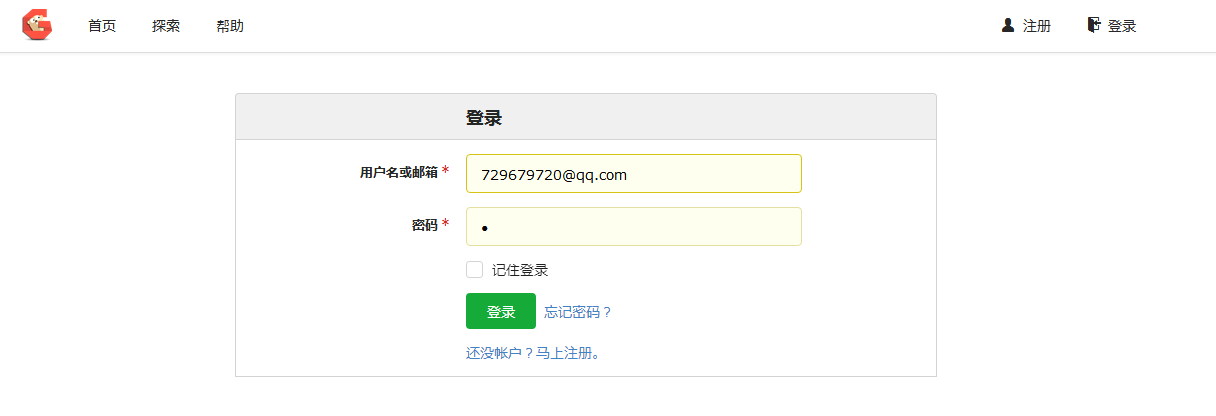 首页 探索 帮助 注册 登录
登录
用户名或邮箱 * 729679720@qq.com
密码 * •
记住登录
登录 忘记密码？
还没帐户？马上注册。